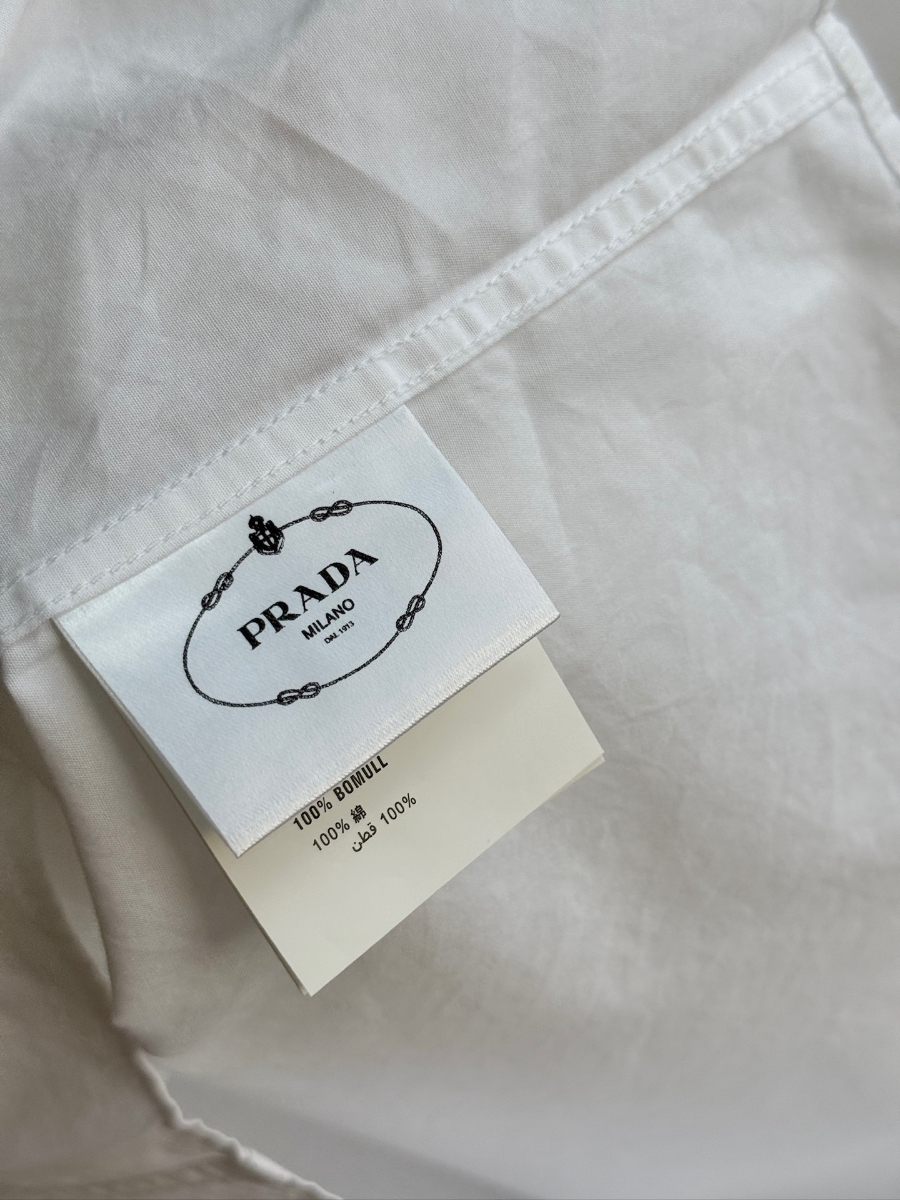 PRADA
MILANO
DAL 1913
100% BOMULL
100% 綿
100% قطن